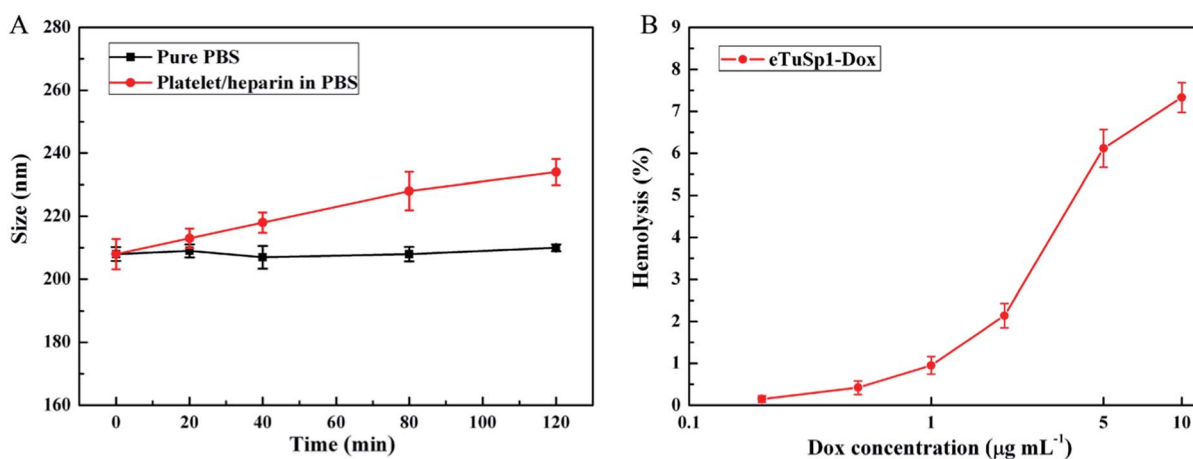 A
280
260
240
220
200
180
160
Size (nm)
Pure PBS
Platelet/heparin in PBS
0 20 40 60 80 100 120
Time (min)
B
9
8
7
6
5
4
3
2
1
0
Hemolysis (%)
eTuSp1-Dox
0.1 1 5 10
Dox concentration (μg mL⁻¹)